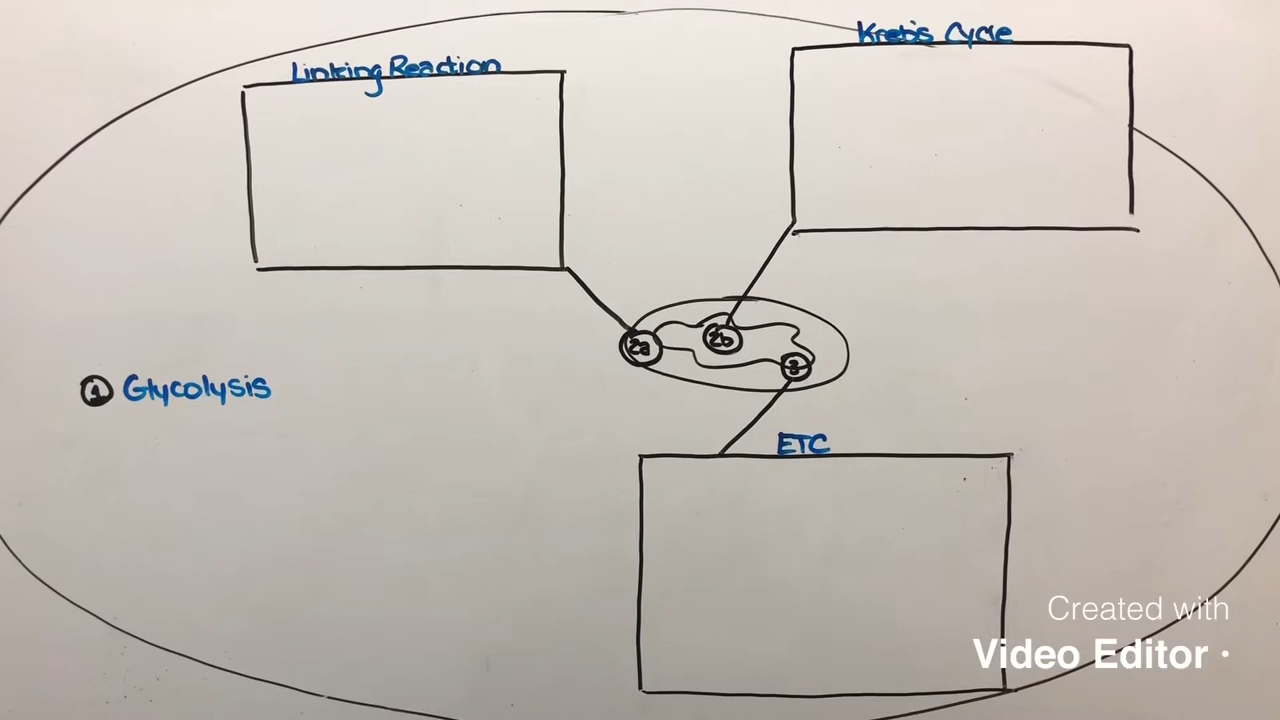 Kreb's Cycle
Linking Reaction
2a
2b
3
1 Glycolysis
ETC
Created with
Video Editor •